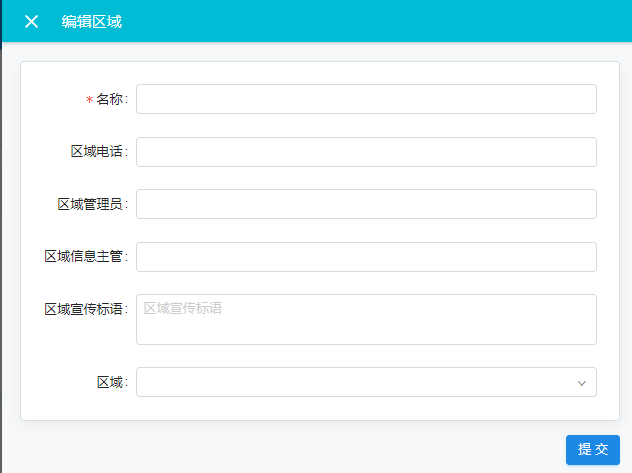 编辑区域
* 名称 :
区域电话 :
区域管理员 :
区域信息主管 :
区域宣传标语 :
区域宣传标语
区域 :
提 交